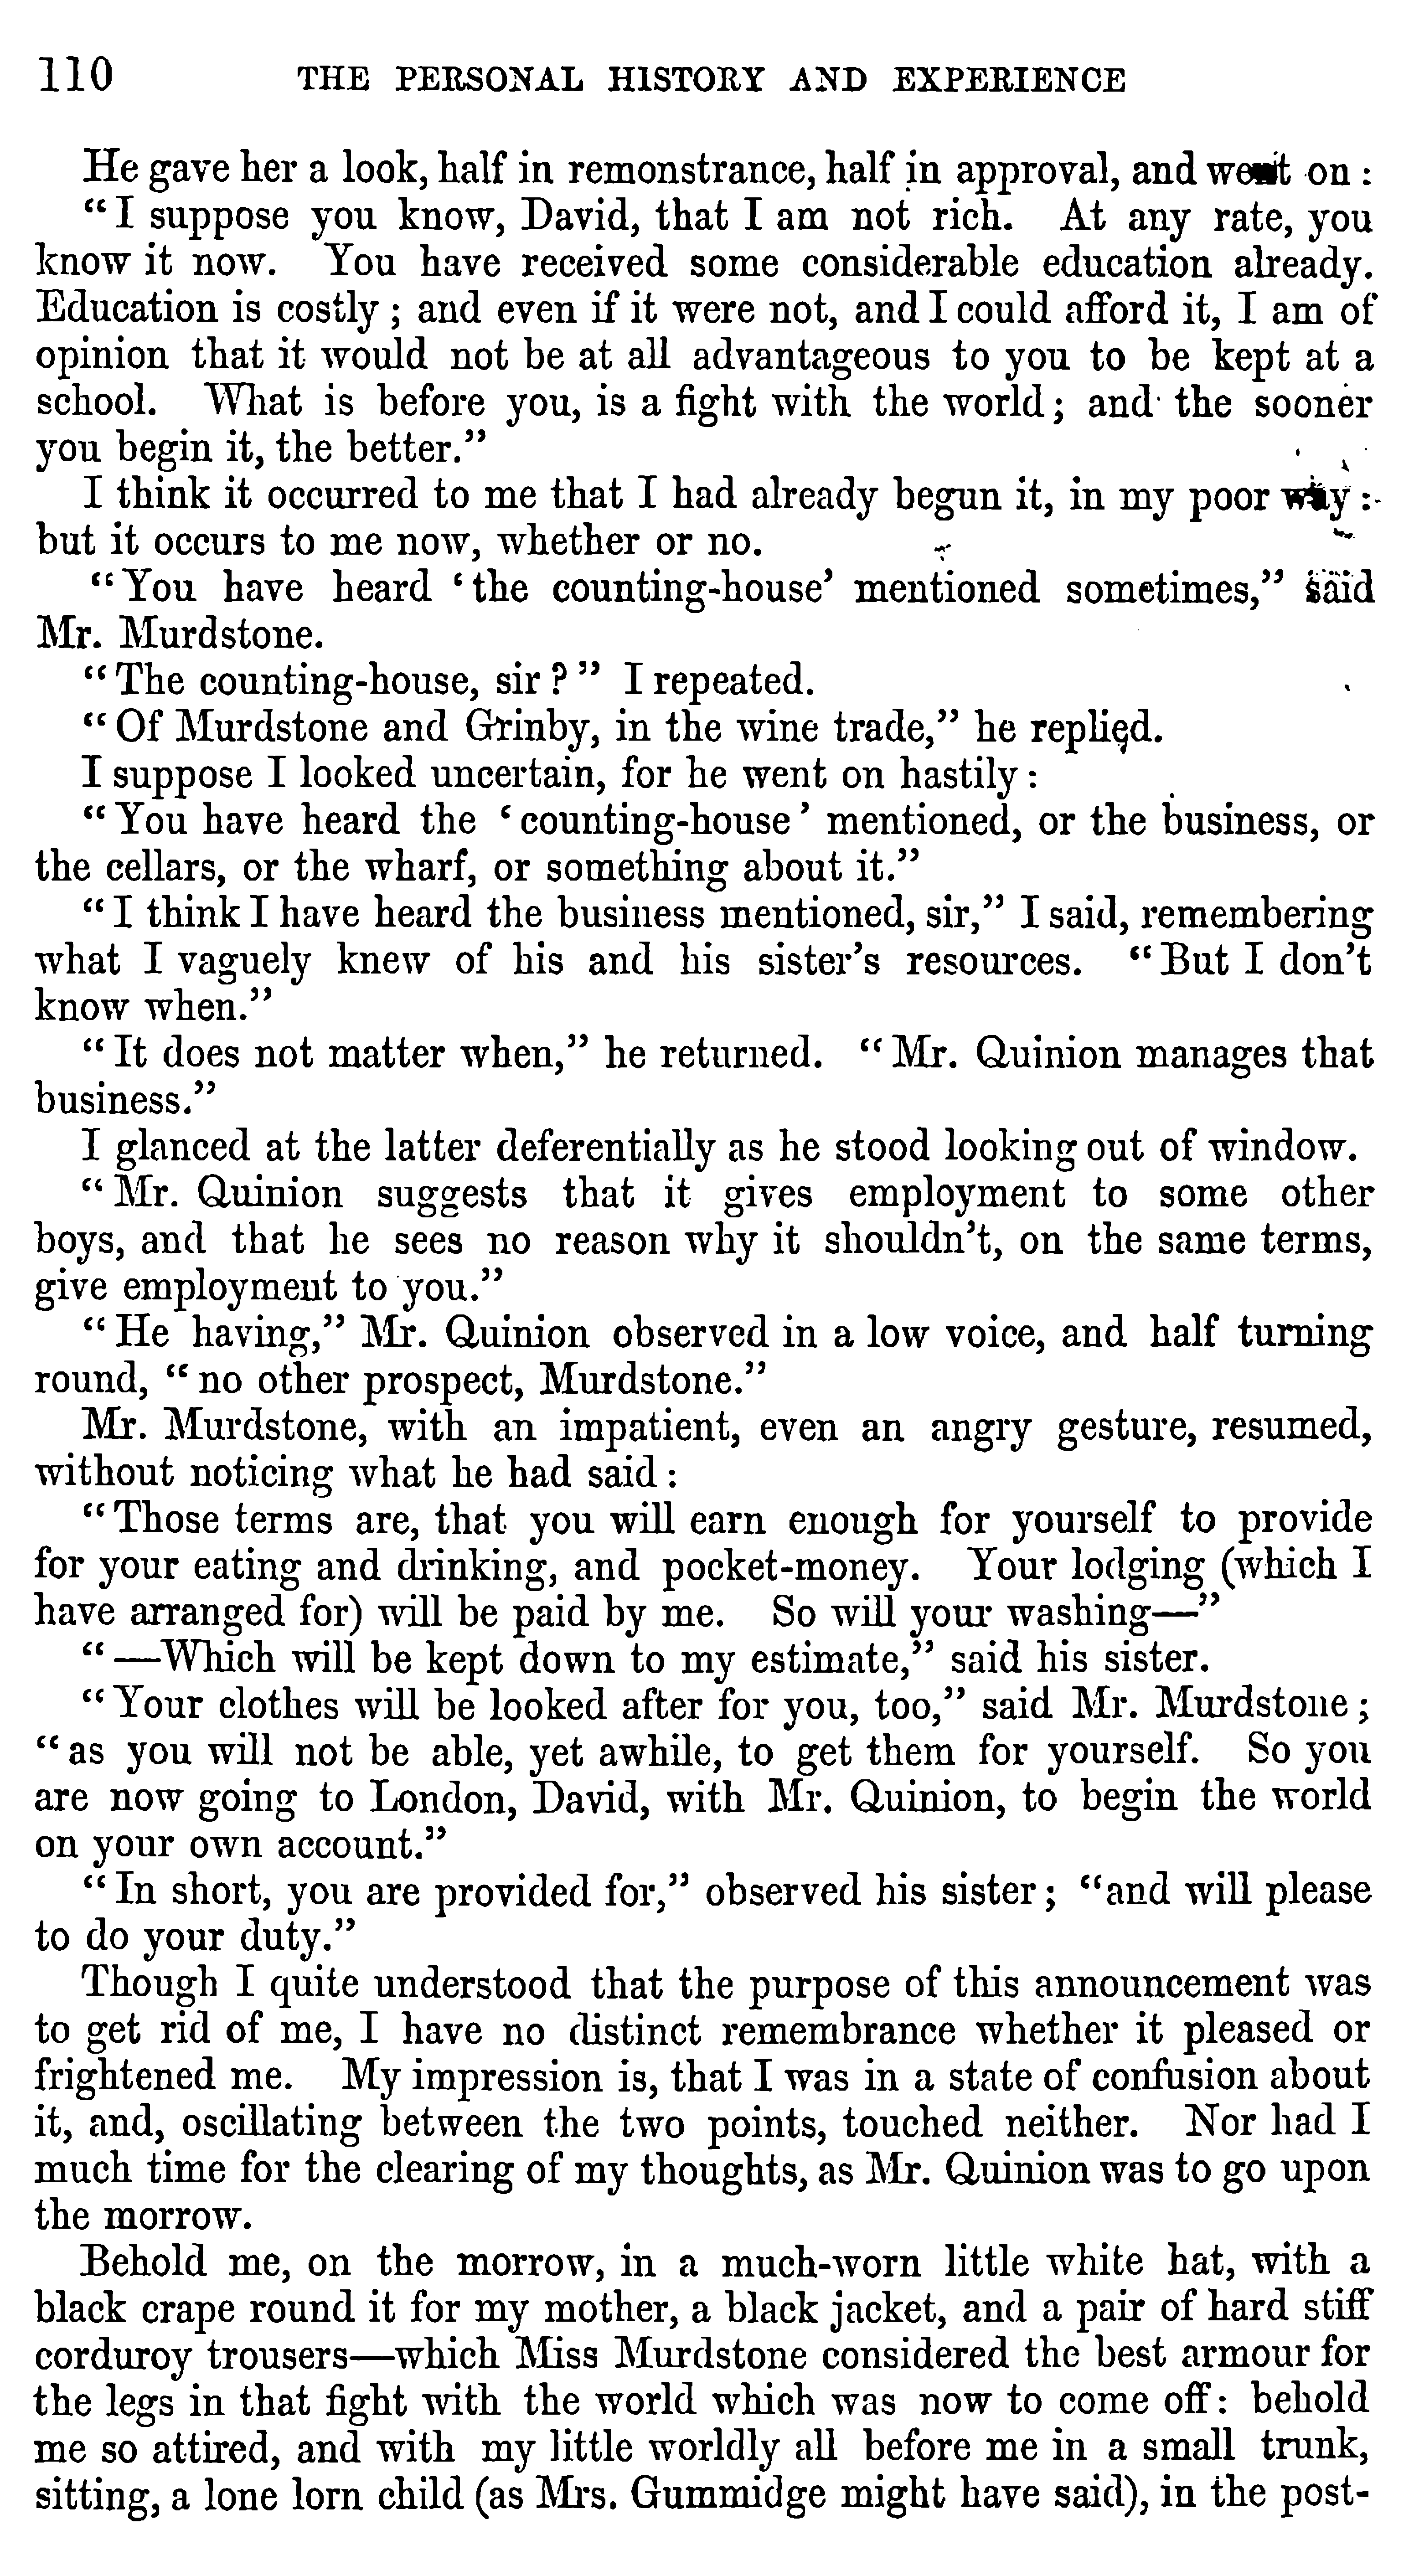 110 THE PERSONAL HISTORY AND EXPERIENCE
He gave her a look, half in remonstrance, half in approval, and went on :
“I suppose you know, David, that I am not rich. At any rate, you
know it now. You have received some considerable education already.
Education is costly ; and even if it were not, and I could afford it, I am of
opinion that it would not be at all advantageous to you to be kept at a
school. What is before you, is a fight with the world ; and the sooner
you begin it, the better.”
I think it occurred to me that I had already begun it, in my poor way :
but it occurs to me now, whether or no.
“You have heard ‘the counting-house’ mentioned sometimes,” said
Mr. Murdstone.
“The counting-house, sir ?” I repeated.
“Of Murdstone and Grinby, in the wine trade,” he replied.
I suppose I looked uncertain, for he went on hastily :
“You have heard the ‘counting-house’ mentioned, or the business, or
the cellars, or the wharf, or something about it.”
“I think I have heard the business mentioned, sir,” I said, remembering
what I vaguely knew of his and his sister’s resources. “But I don’t
know when.”
“It does not matter when,” he returned. “Mr. Quinion manages that
business.”
I glanced at the latter deferentially as he stood looking out of window.
“Mr. Quinion suggests that it gives employment to some other
boys, and that he sees no reason why it shouldn’t, on the same terms,
give employment to you.”
“He having,” Mr. Quinion observed in a low voice, and half turning
round, “no other prospect, Murdstone.”
Mr. Murdstone, with an impatient, even an angry gesture, resumed,
without noticing what he had said :
“Those terms are, that you will earn enough for yourself to provide
for your eating and drinking, and pocket-money. Your lodging (which I
have arranged for) will be paid by me. So will your washing—”
“—Which will be kept down to my estimate,” said his sister.
“Your clothes will be looked after for you, too,” said Mr. Murdstone ;
“as you will not be able, yet awhile, to get them for yourself. So you
are now going to London, David, with Mr. Quinion, to begin the world
on your own account.”
“In short, you are provided for,” observed his sister ; “and will please
to do your duty.”
Though I quite understood that the purpose of this announcement was
to get rid of me, I have no distinct remembrance whether it pleased or
frightened me. My impression is, that I was in a state of confusion about
it, and, oscillating between the two points, touched neither. Nor had I
much time for the clearing of my thoughts, as Mr. Quinion was to go upon
the morrow.
Behold me, on the morrow, in a much-worn little white hat, with a
black crape round it for my mother, a black jacket, and a pair of hard stiff
corduroy trousers—which Miss Murdstone considered the best armour for
the legs in that fight with the world which was now to come off : behold
me so attired, and with my little worldly all before me in a small trunk,
sitting, a lone lorn child (as Mrs. Gummidge might have said), in the post-